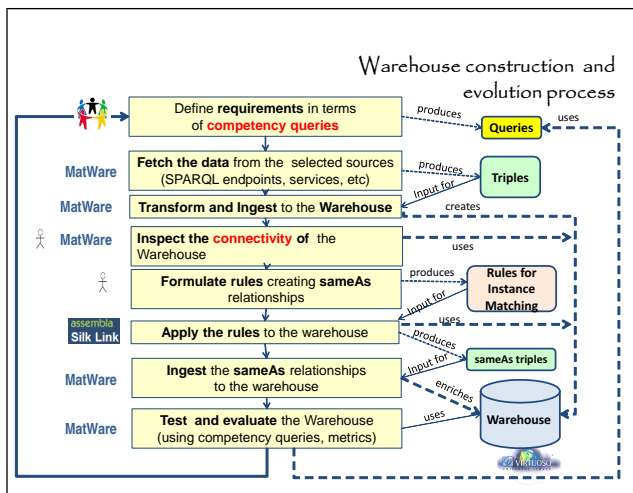 Warehouse construction and
evolution process
Define requirements in terms
of competency queries
produces
Queries
uses
MatWare
Fetch the data from the selected sources
(SPARQL endpoints, services, etc)
produces
Triples
Input for
MatWare
Transform and Ingest to the Warehouse
creates
MatWare
Inspect the connectivity of the
Warehouse
uses
Formulate rules creating sameAs
relationships
produces
Rules for
Instance
Matching
Input for
assembla
Silk Link
Apply the rules to the warehouse
uses
produces
sameAs triples
Input for
MatWare
Ingest the sameAs relationships
to the warehouse
enriches
Warehouse
MatWare
Test and evaluate the Warehouse
(using competency queries, metrics)
uses
VIRTUOSO